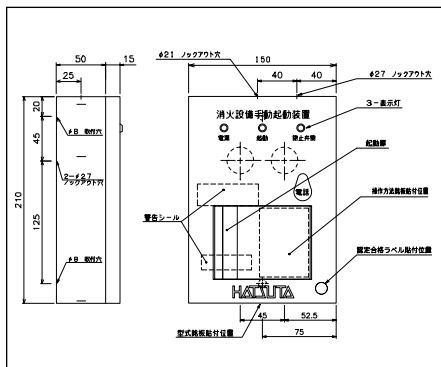 φ21 ノックアウト穴
50
15
25
150
40
40
φ27 ノックアウト穴
20
45
125
210
φ8 取付穴
2-φ27
ノックアウト穴
φ8 取付穴
消火設備手動起動装置
3-表示灯
電源
起動
閉止弁警
起動部
電話
操作方法銘板貼付位置
警告シール
認定合格ラベル貼付位置
HATSUTA
型式銘板貼付位置
45
52.5
75